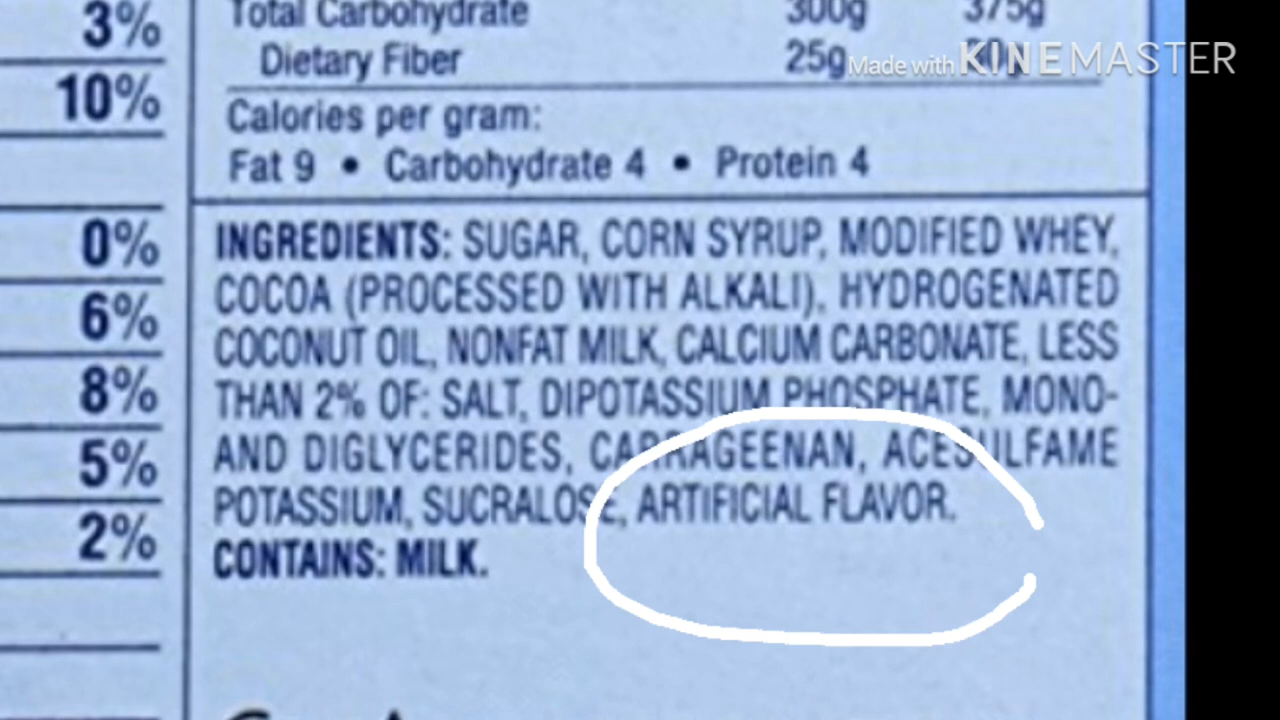 3%
10%
0%
6%
8%
5%
2%
Total Carbohydrate 300g 375g
Dietary Fiber 25g
Made with KINEMASTER
Calories per gram:
Fat 9 • Carbohydrate 4 • Protein 4
INGREDIENTS: SUGAR, CORN SYRUP, MODIFIED WHEY,
COCOA (PROCESSED WITH ALKALI), HYDROGENATED
COCONUT OIL, NONFAT MILK, CALCIUM CARBONATE, LESS
THAN 2% OF: SALT, DIPOTASSIUM PHOSPHATE, MONO-
AND DIGLYCERIDES, CARRAGEENAN, ACESULFAME
POTASSIUM, SUCRALOSE, ARTIFICIAL FLAVOR.
CONTAINS: MILK.